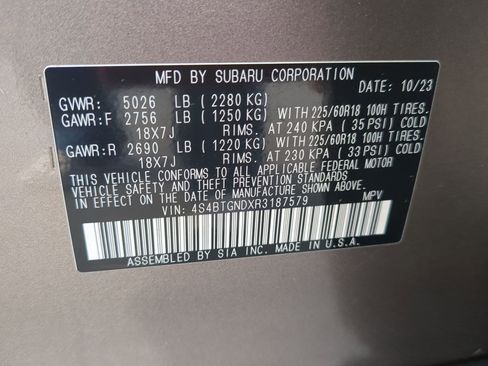 MFD BY SUBARU CORPORATION
DATE: 10/23
GVWR: 5026 LB (2280 KG)
GAWR:F 2756 LB (1250 KG) WITH 225/60R18 100H TIRES.
18X7J RIMS. AT 240 KPA (35 PSI) COLD
GAWR:R 2690 LB (1220 KG) WITH 225/60R18 100H TIRES.
18X7J RIMS. AT 230 KPA (33 PSI) COLD
THIS VEHICLE CONFORMS TO ALL APPLICABLE FEDERAL MOTOR
VEHICLE SAFETY AND THEFT PREVENTION STANDARDS
IN EFFECT ON THE DATE OF MANUFACTURE SHOWN ABOVE.
VIN: 4S4BTGNDXR3187579 MPV
ASSEMBLED BY SIA INC. MADE IN U.S.A.